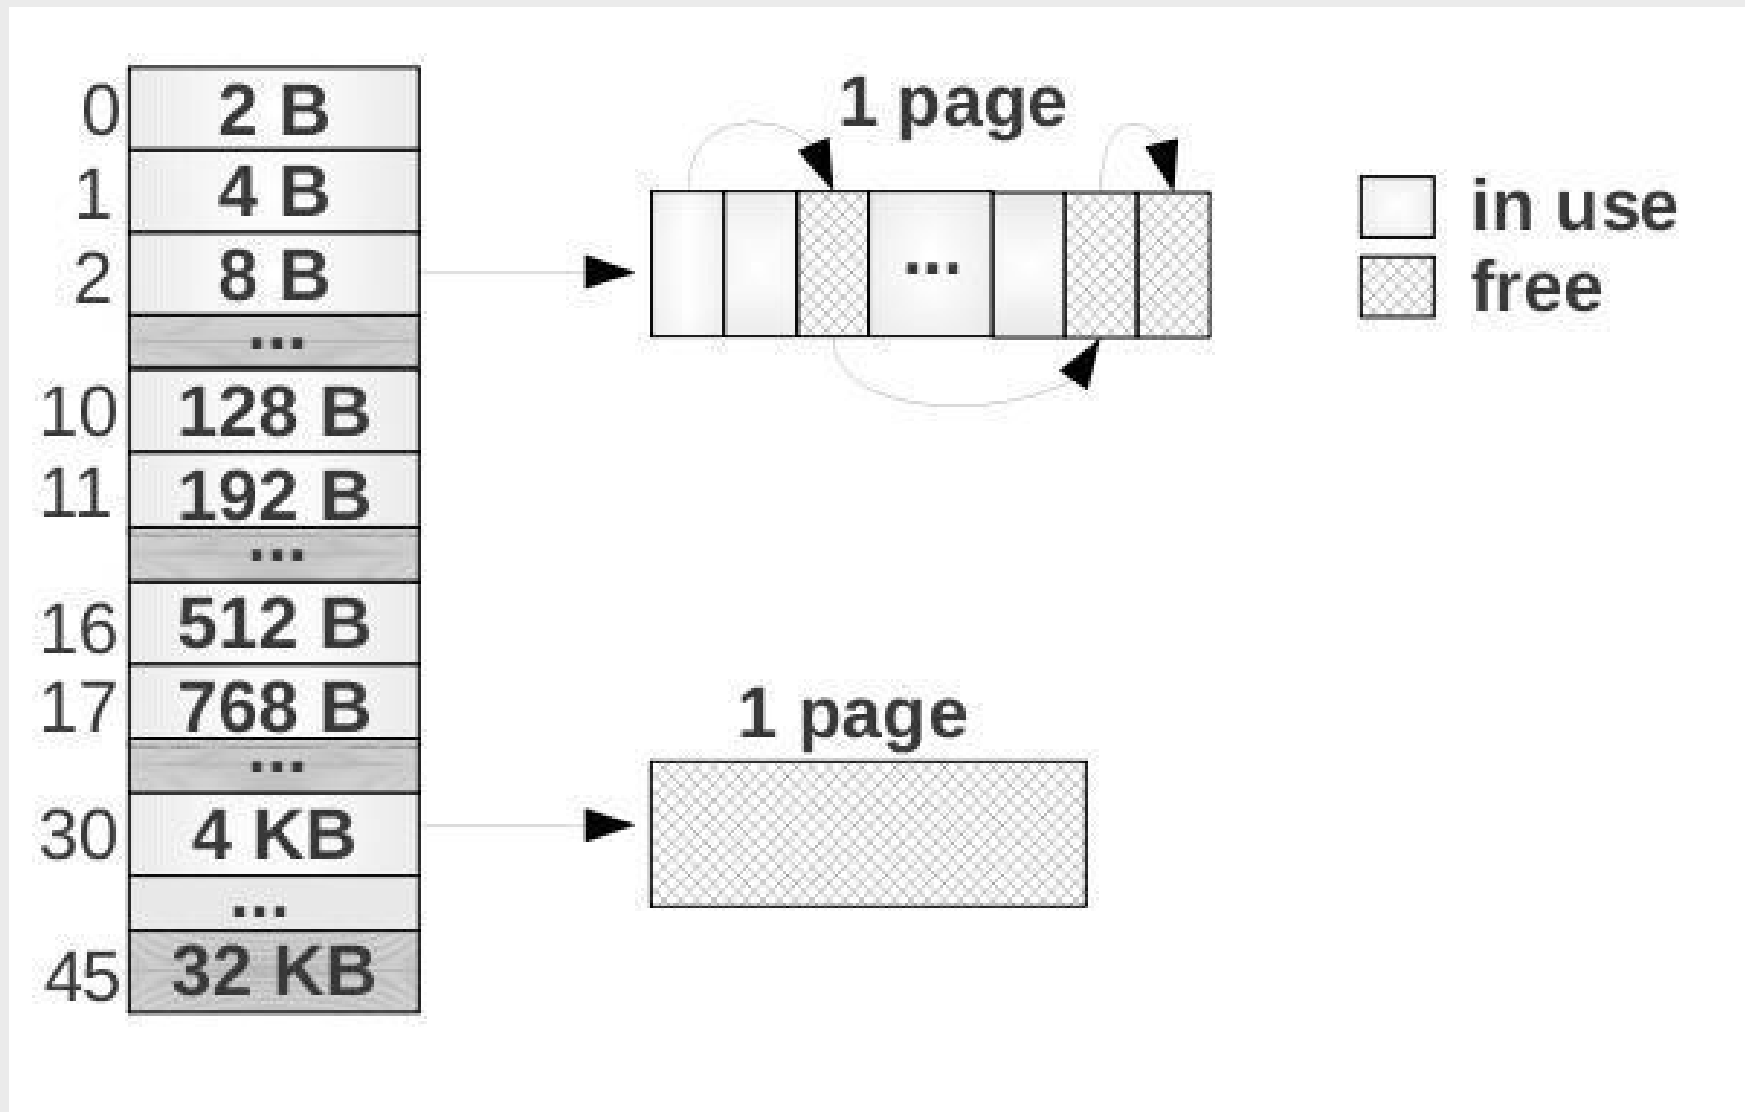 0 2 B
1 4 B
2 8 B
...
10 128 B
11 192 B
...
16 512 B
17 768 B
...
30 4 KB
...
45 32 KB
1 page
...
in use
free
1 page